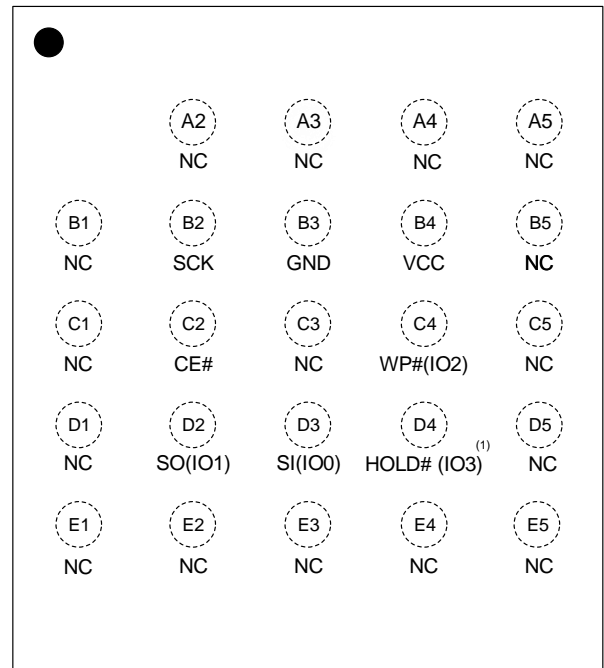 A2 A3 A4 A5
NC NC NC NC
B1 B2 B3 B4 B5
NC SCK GND VCC NC
C1 C2 C3 C4 C5
NC CE# NC WP#(IO2) NC
D1 D2 D3 D4 D5
NC SO(IO1) SI(IO0) HOLD# (IO3)(1) NC
E1 E2 E3 E4 E5
NC NC NC NC NC